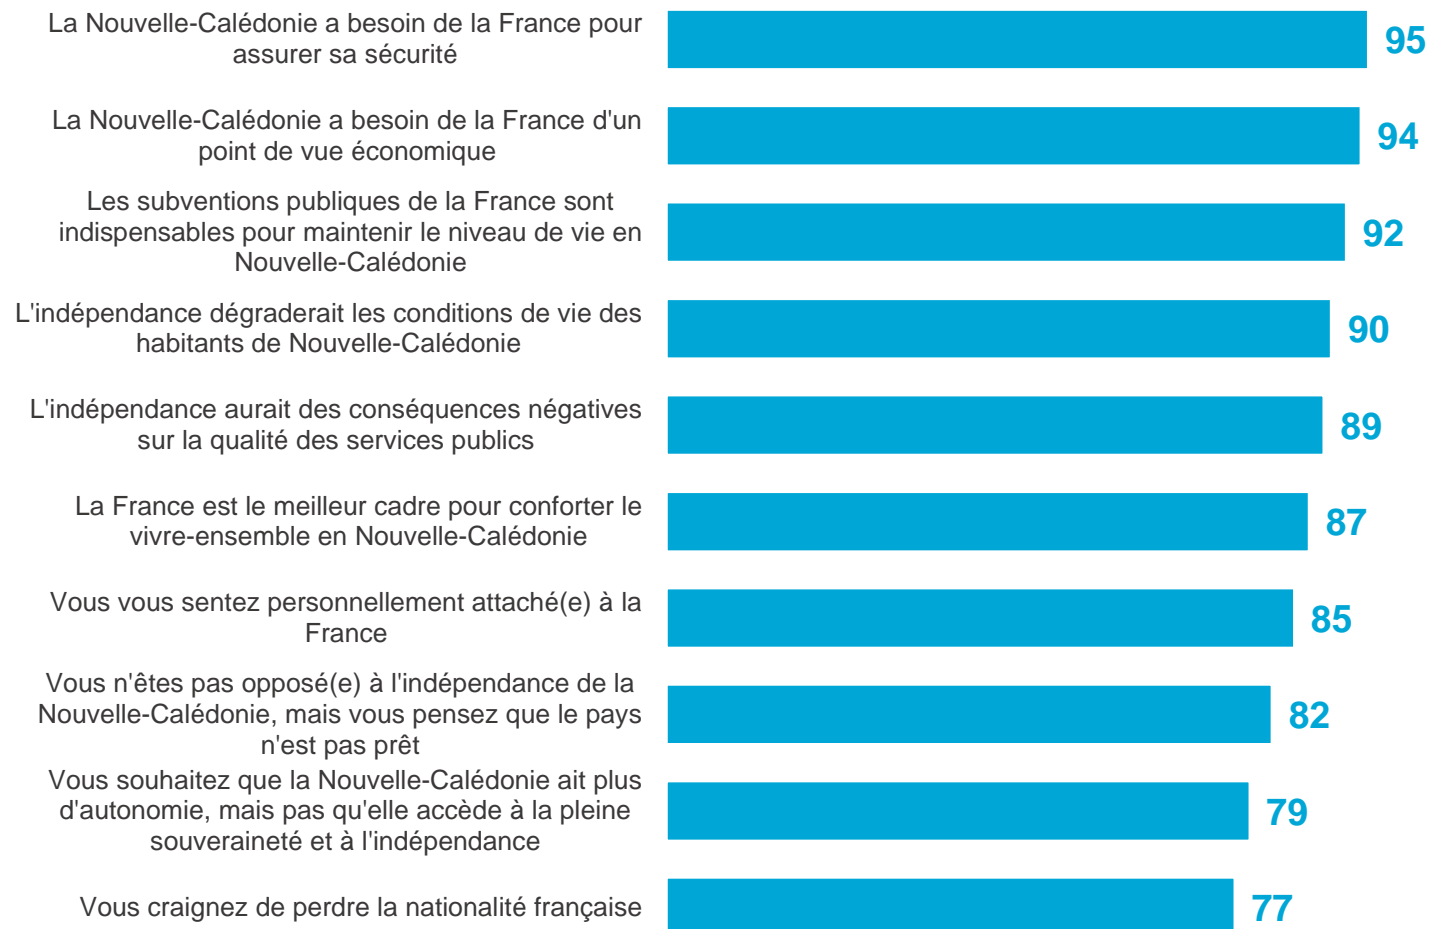 La Nouvelle-Calédonie a besoin de la France pour
assurer sa sécurité
95
La Nouvelle-Calédonie a besoin de la France d'un
point de vue économique
94
Les subventions publiques de la France sont
indispensables pour maintenir le niveau de vie en
Nouvelle-Calédonie
92
L'indépendance dégraderait les conditions de vie des
habitants de Nouvelle-Calédonie
90
L'indépendance aurait des conséquences négatives
sur la qualité des services publics
89
La France est le meilleur cadre pour conforter le
vivre-ensemble en Nouvelle-Calédonie
87
Vous vous sentez personnellement attaché(e) à la
France
85
Vous n'êtes pas opposé(e) à l'indépendance de la
Nouvelle-Calédonie, mais vous pensez que le pays
n'est pas prêt
82
Vous souhaitez que la Nouvelle-Calédonie ait plus
d'autonomie, mais pas qu'elle accède à la pleine
souveraineté et à l'indépendance
79
Vous craignez de perdre la nationalité française
77